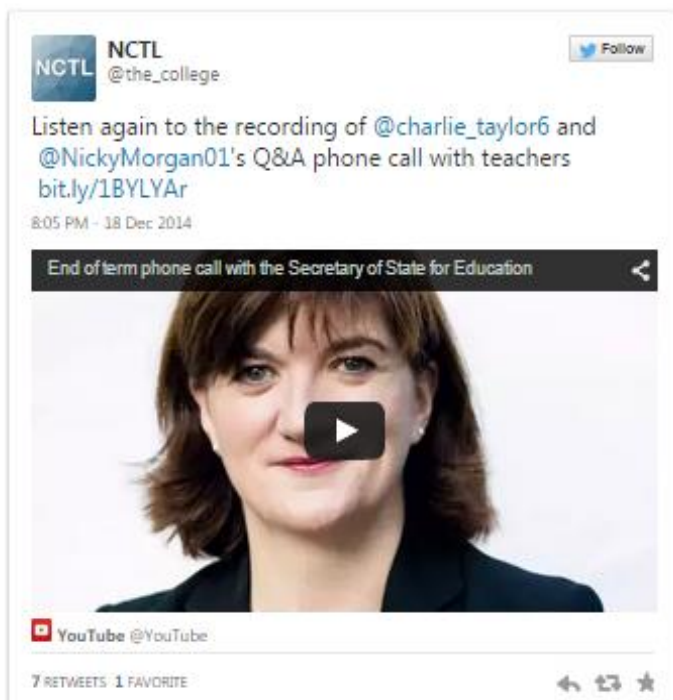 NCTL
NCTL
@the_college
Follow
Listen again to the recording of @charlie_taylor6 and
@NickyMorgan01's Q&A phone call with teachers
bit.ly/1BYLYAr
8:05 PM - 18 Dec 2014
End of term phone call with the Secretary of State for Education
YouTube @YouTube
7 RETWEETS 1 FAVORITE